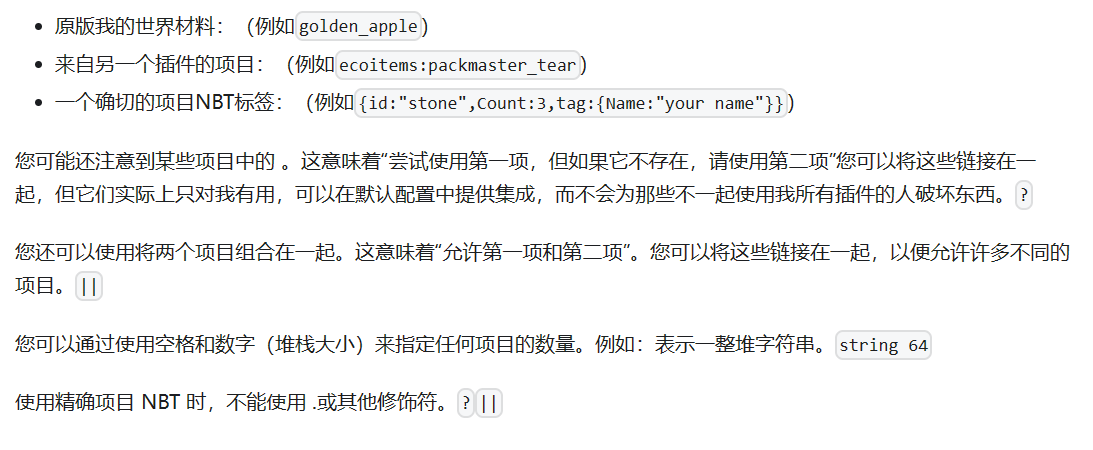 原版我的世界材料：（例如golden_apple)
来自另一个插件的项目：（例如ecoitems:packmaster_tear)
一个确切的项目NBT标签：（例如{id:"stone",Count:3,tag:{Name:"your name"}})
您可能还注意到某些项目中的 。这意味着“尝试使用第一项，但如果它不存在，请使用第二项”您可以将这些链接在一
起，但它们实际上只对我有用，可以在默认配置中提供集成，而不会为那些不一起使用我所有插件的人破坏东西。?
您还可以使用将两个项目组合在一起。这意味着“允许第一项和第二项”。您可以将这些链接在一起，以便允许许多不同的
项目。||
您可以通过使用空格和数字（堆栈大小）来指定任何项目的数量。例如：表示一整堆字符串。string 64
使用精确项目 NBT 时，不能使用 .或其他修饰符。?||